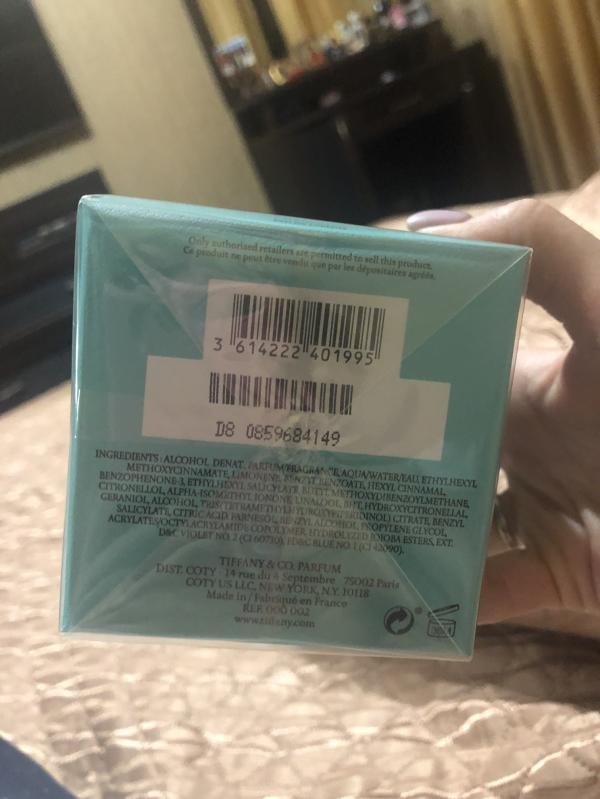 Only authorised retailers are permitted to sell this product.
Ce produit ne peut être vendu que par les dépositaires agréés.
3 614222 401995
D8 0859684149
INGREDIENTS : ALCOHOL DENAT., PARFUM/FRAGRANCE, AQUA/WATER/EAU, ETHYLHEXYL
METHOXYCINNAMATE, LIMONENE, BENZYL BENZOATE, HEXYL CINNAMAL,
BENZOPHENONE-3, ETHYLHEXYL SALICYLATE, BUTYL METHOXYDIBENZOYLMETHANE,
CITRONELLOL, ALPHA-ISOMETHYL IONONE, LINALOOL, BHT, HYDROXYCITRONELLAL,
GERANIOL, ALCOHOL, TRIS(TETRAMETHYLHYDROXYPIPERIDINOL) CITRATE, BENZYL
SALICYLATE, CITRIC ACID, FARNESOL, BENZYL ALCOHOL, PROPYLENE GLYCOL,
ACRYLATES/OCTYLACRYLAMIDE COPOLYMER, HYDROLYZED JOJOBA ESTERS, EXT.
D&C VIOLET NO. 2 (CI 60730), FD&C BLUE NO. 1 (CI 42090).
TIFFANY & CO. PARFUM
DIST. COTY - 14 rue du 4 Septembre 75002 Paris
COTY US LLC, NEW YORK, N.Y. 10118
Made in / Fabriqué en France
REF. 000 002
www.tiffany.com